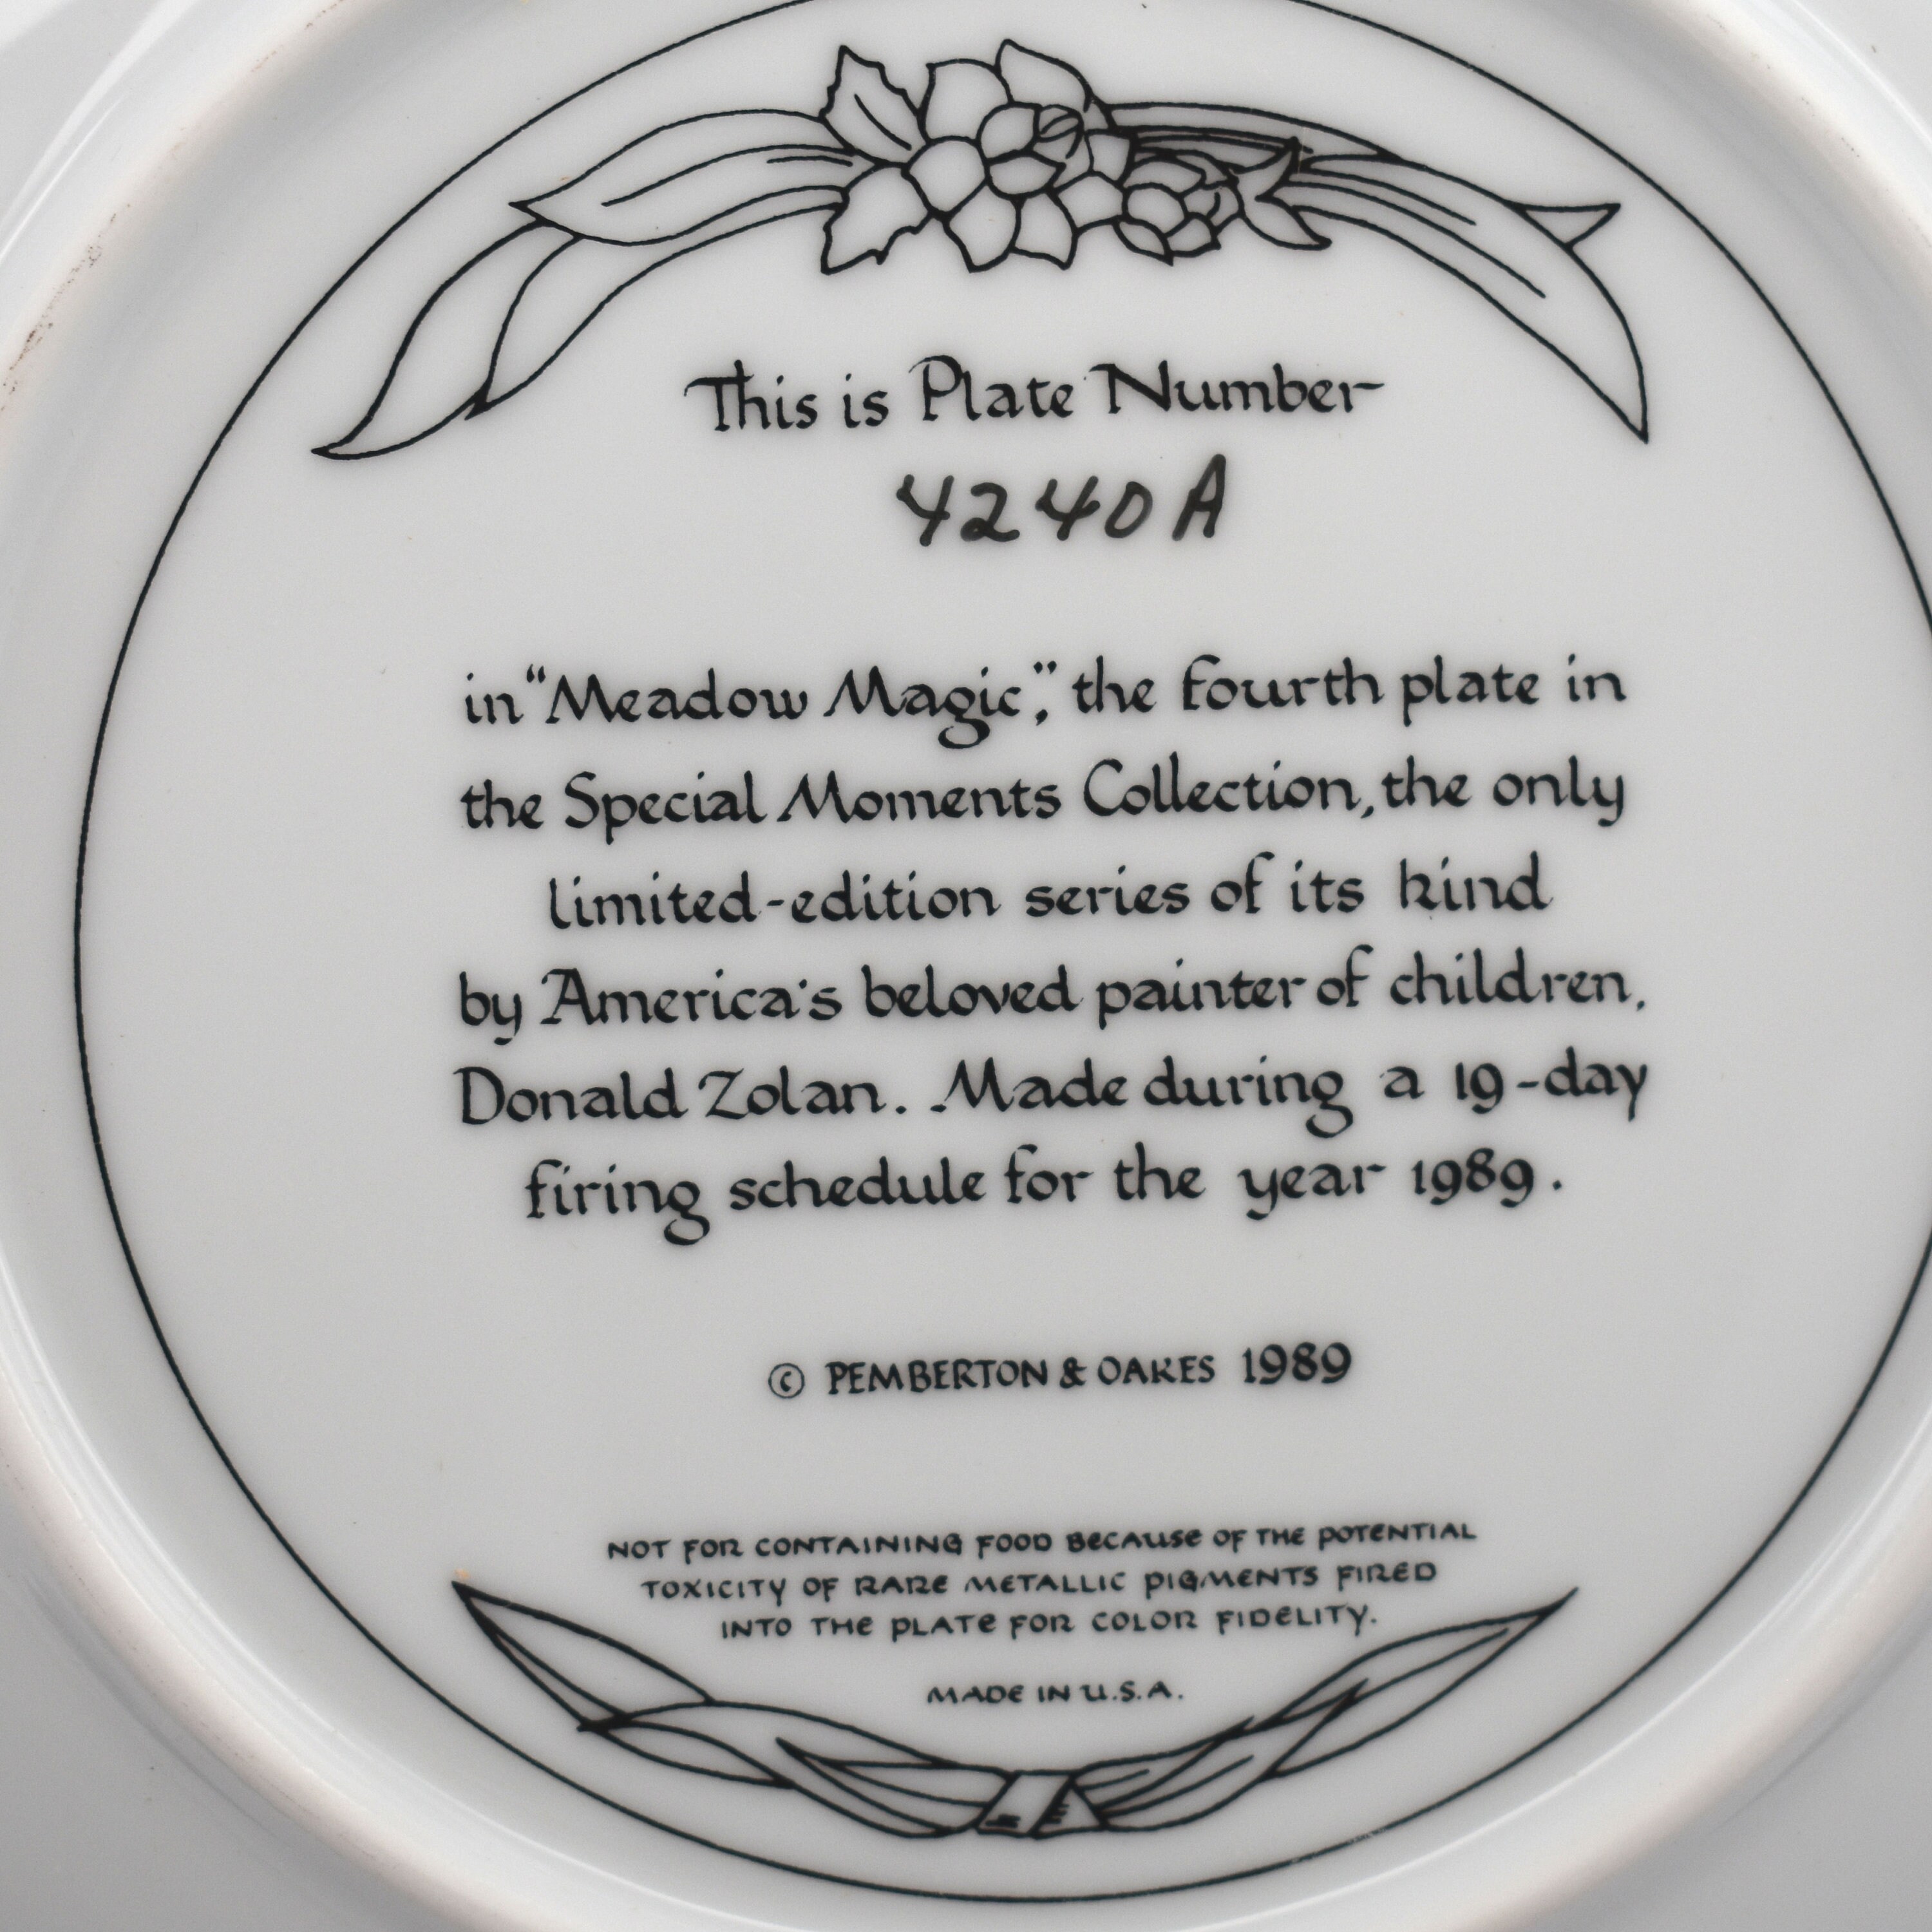 This is Plate Number
4240A
in "Meadow Magic", the fourth plate in
the Special Moments Collection, the only
limited-edition series of its kind
by America's beloved painter of children,
Donald Zolan. Made during a 19-day
firing schedule for the year 1989.
© PEMBERTON & OAKES 1989
NOT FOR CONTAINING FOOD BECAUSE OF THE POTENTIAL
TOXICITY OF RARE METALLIC PIGMENTS FIRED
INTO THE PLATE FOR COLOR FIDELITY.
MADE IN U.S.A.